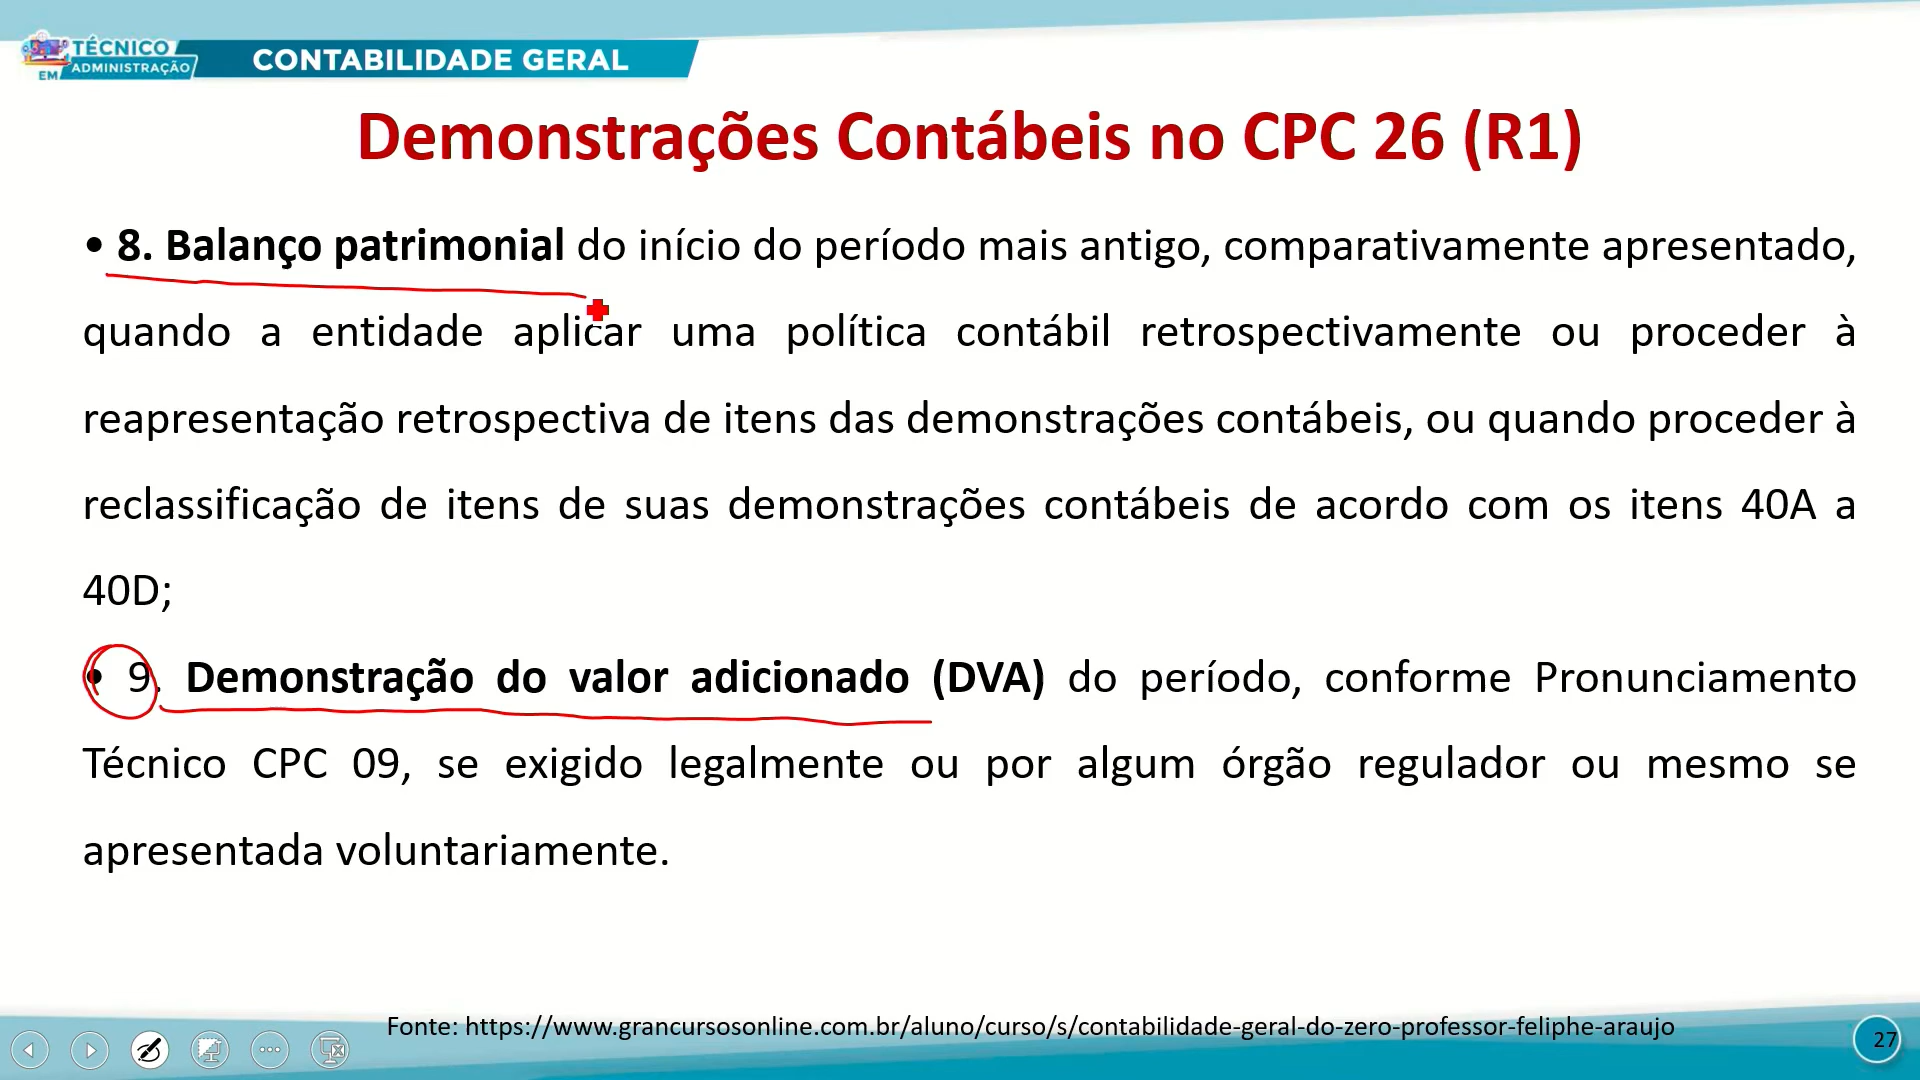 TÉCNICO
EM ADMINISTRAÇÃO
CONTABILIDADE GERAL
Demonstrações Contábeis no CPC 26 (R1)
• 8. Balanço patrimonial do início do período mais antigo, comparativamente apresentado,
quando a entidade aplicar uma política contábil retrospectivamente ou proceder à
reapresentação retrospectiva de itens das demonstrações contábeis, ou quando proceder à
reclassificação de itens de suas demonstrações contábeis de acordo com os itens 40A a
40D;
• 9. Demonstração do valor adicionado (DVA) do período, conforme Pronunciamento
Técnico CPC 09, se exigido legalmente ou por algum órgão regulador ou mesmo se
apresentada voluntariamente.
Fonte: https://www.grancursosonline.com.br/aluno/curso/s/contabilidade-geral-do-zero-professor-feliphe-araujo
27